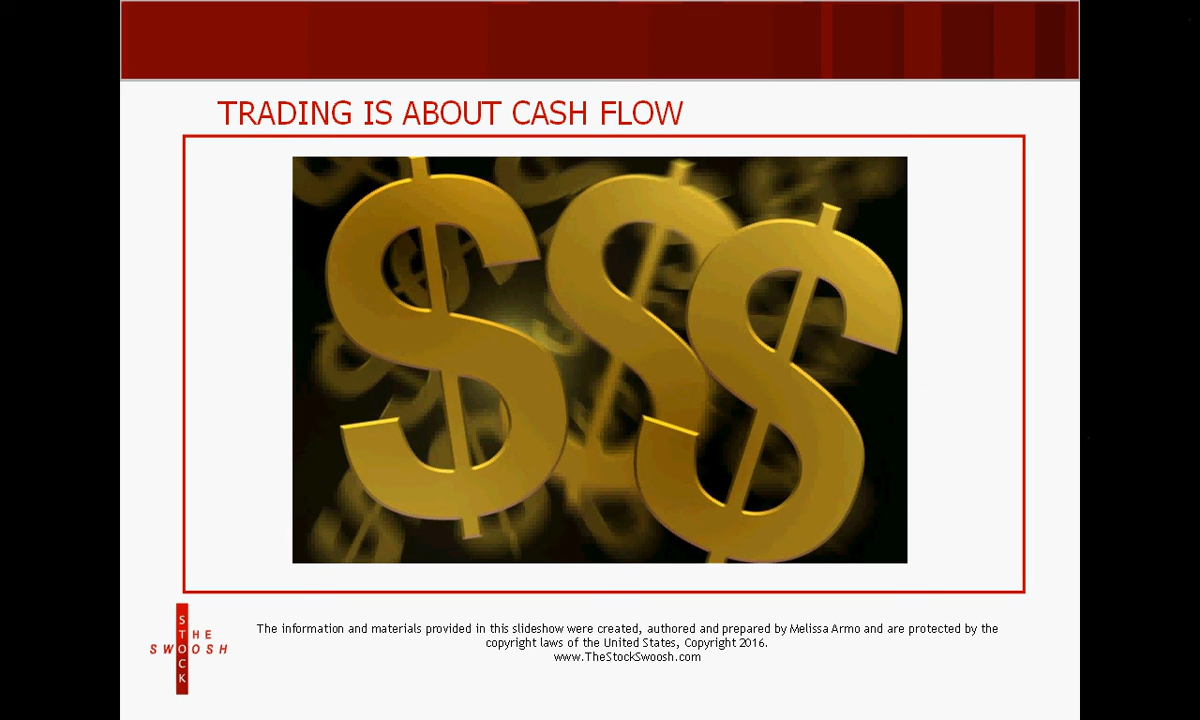 TRADING IS ABOUT CASH FLOW
$ $ $
THE
STOCK
SWOOSH
The information and materials provided in this slideshow were created, authored and prepared by Melissa Armo and are protected by the
copyright laws of the United States, Copyright 2016.
www.TheStockSwoosh.com